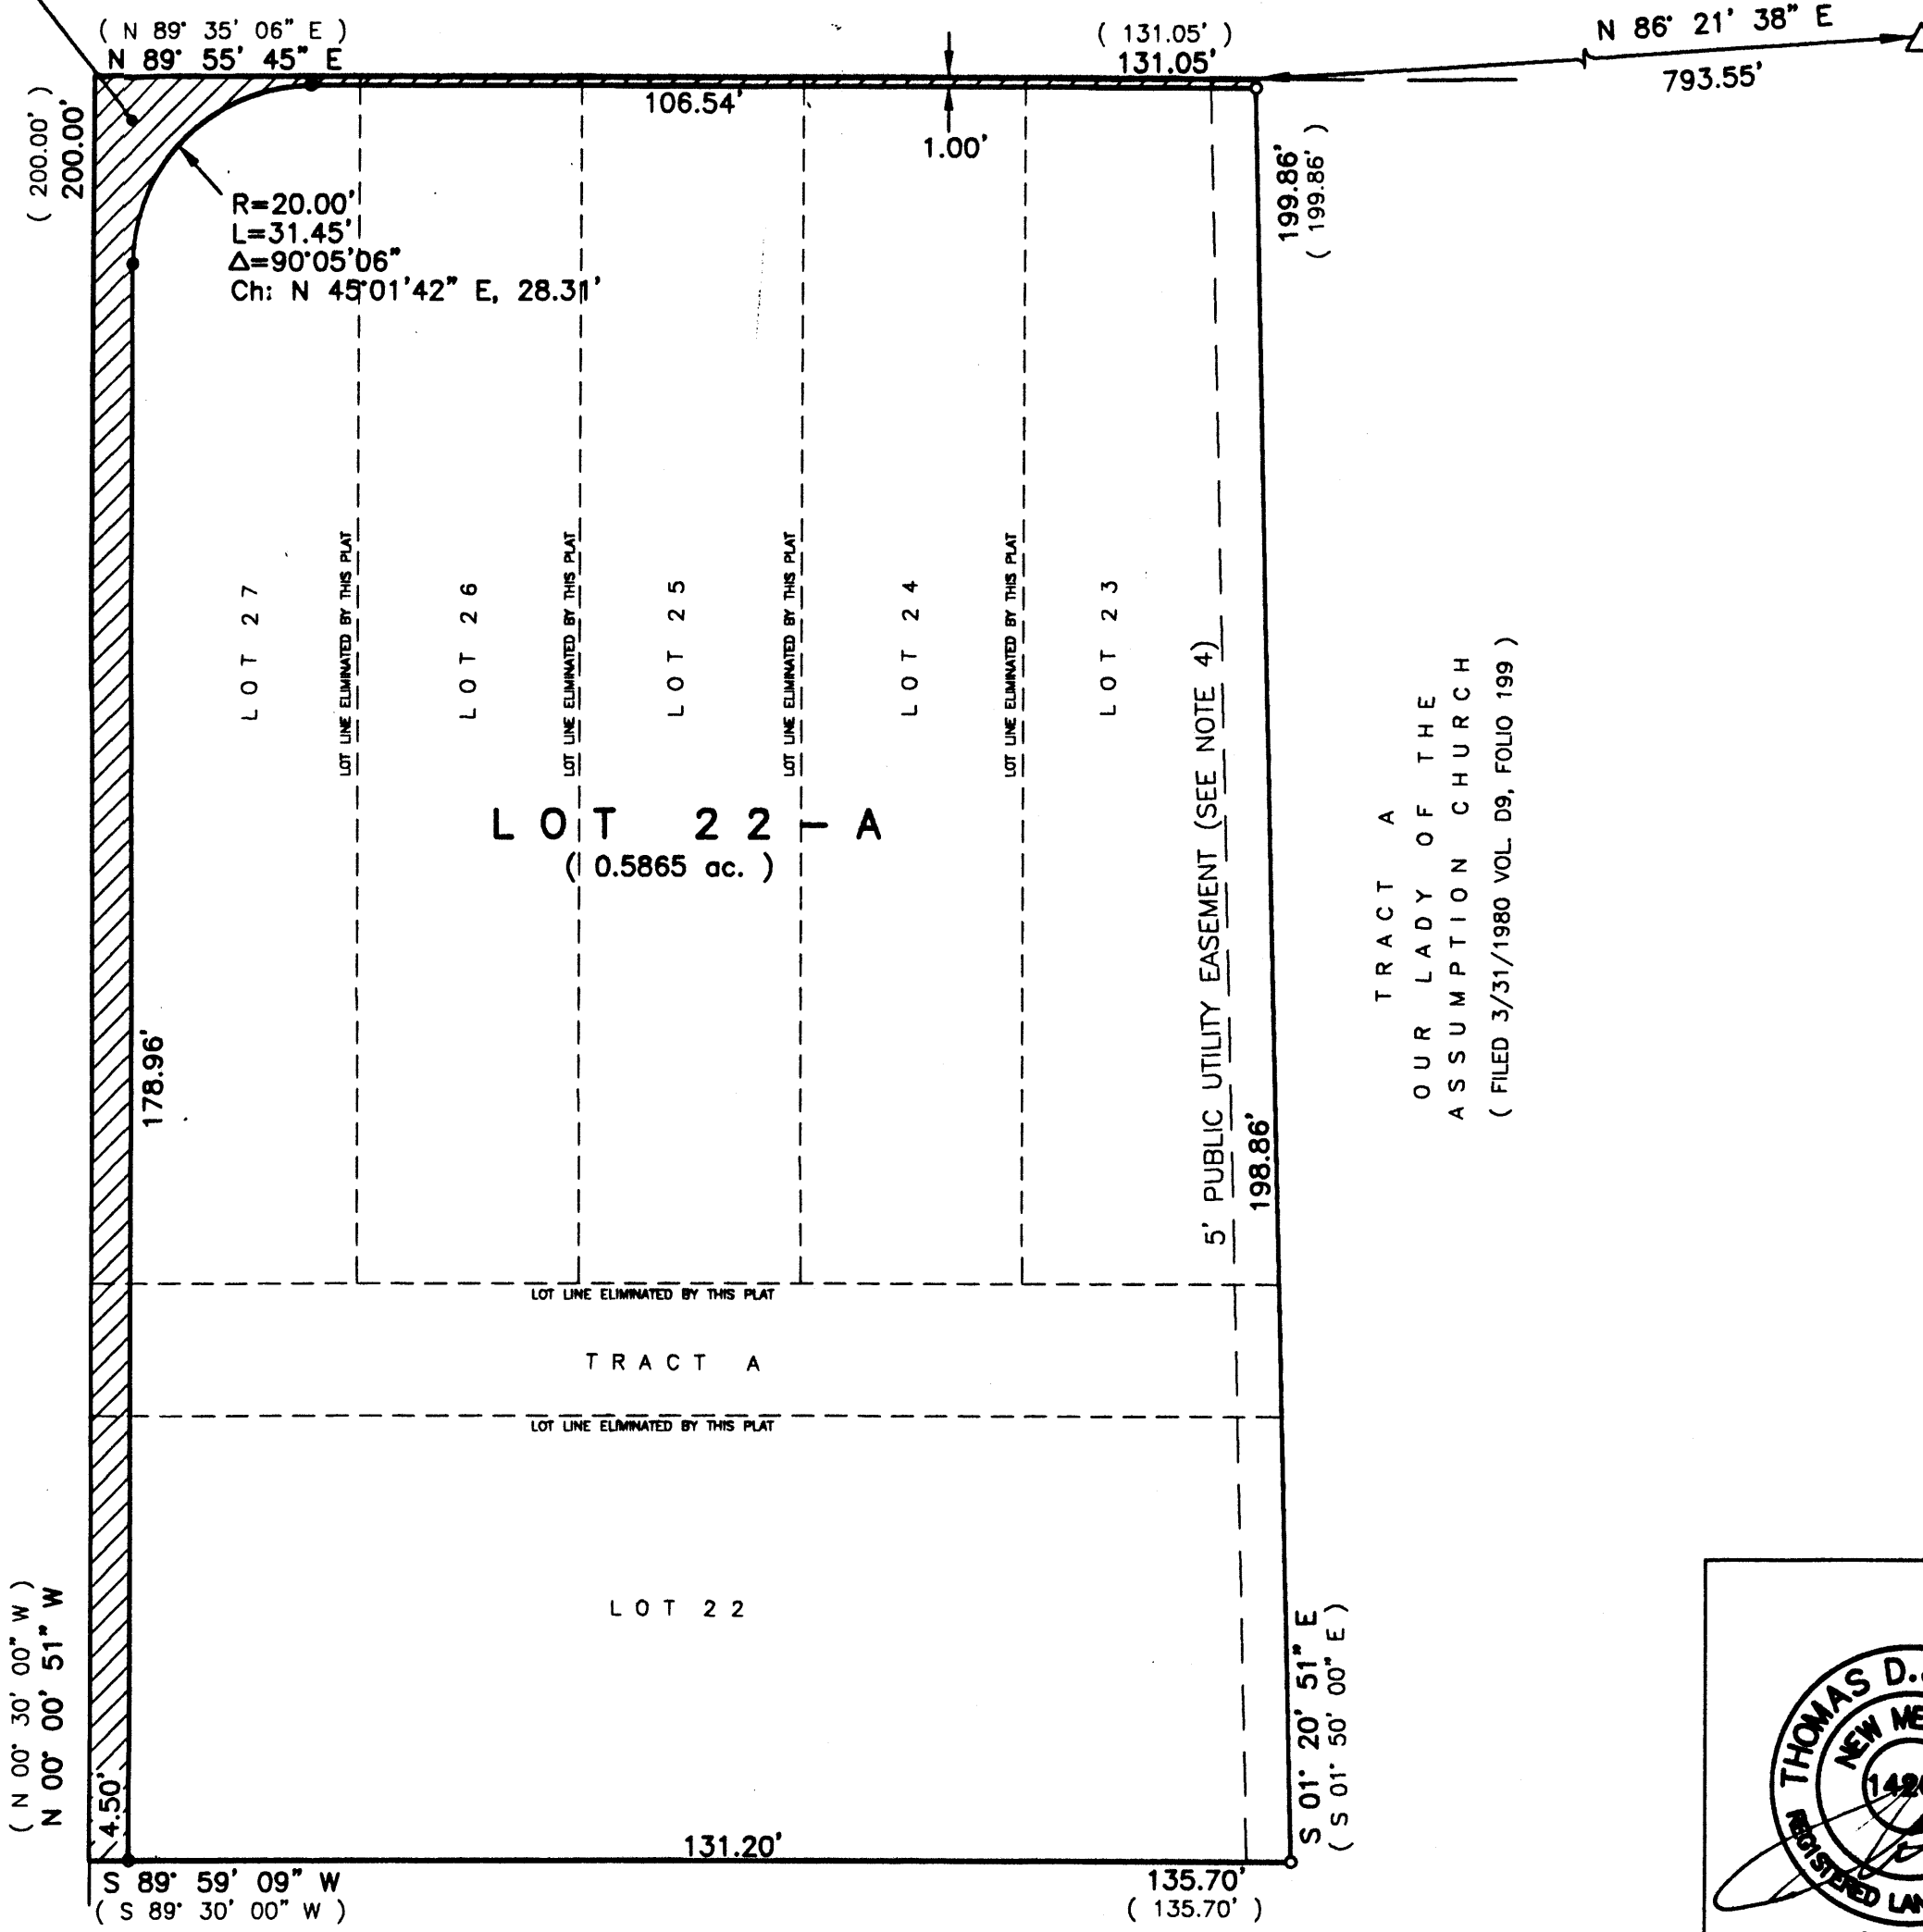 ( N 89° 35' 06" E )
N 89° 55' 45" E
( 131.05' )
131.05'
N 86° 21' 38" E
793.55'
106.54'
1.00'
( 200.00' )
200.00'
199.86'
( 199.86' )
R=20.00'
L=31.45'
Δ=90°05'06"
Ch: N 45°01'42" E, 28.31'
LOT 27
LOT LINE ELIMINATED BY THIS PLAT
LOT 26
LOT LINE ELIMINATED BY THIS PLAT
LOT 25
LOT LINE ELIMINATED BY THIS PLAT
LOT 24
LOT LINE ELIMINATED BY THIS PLAT
LOT 23
5' PUBLIC UTILITY EASEMENT (SEE NOTE 4)
LOT 22-A
( 0.5865 ac. )
TRACT A
OUR LADY OF THE
ASSUMPTION CHURCH
( FILED 3/31/1980 VOL. D9, FOLIO 199 )
178.96'
198.86'
LOT LINE ELIMINATED BY THIS PLAT
TRACT A
LOT LINE ELIMINATED BY THIS PLAT
LOT 22
( N 00° 30' 00" W )
N 00° 00' 51" W
4.50'
S 01° 20' 51" E
( S 01° 50' 00" E )
131.20'
S 89° 59' 09" W
( S 89° 30' 00" W )
135.70'
( 135.70' )
THOMAS D.
NEW ME
142
REGISTERED LAN